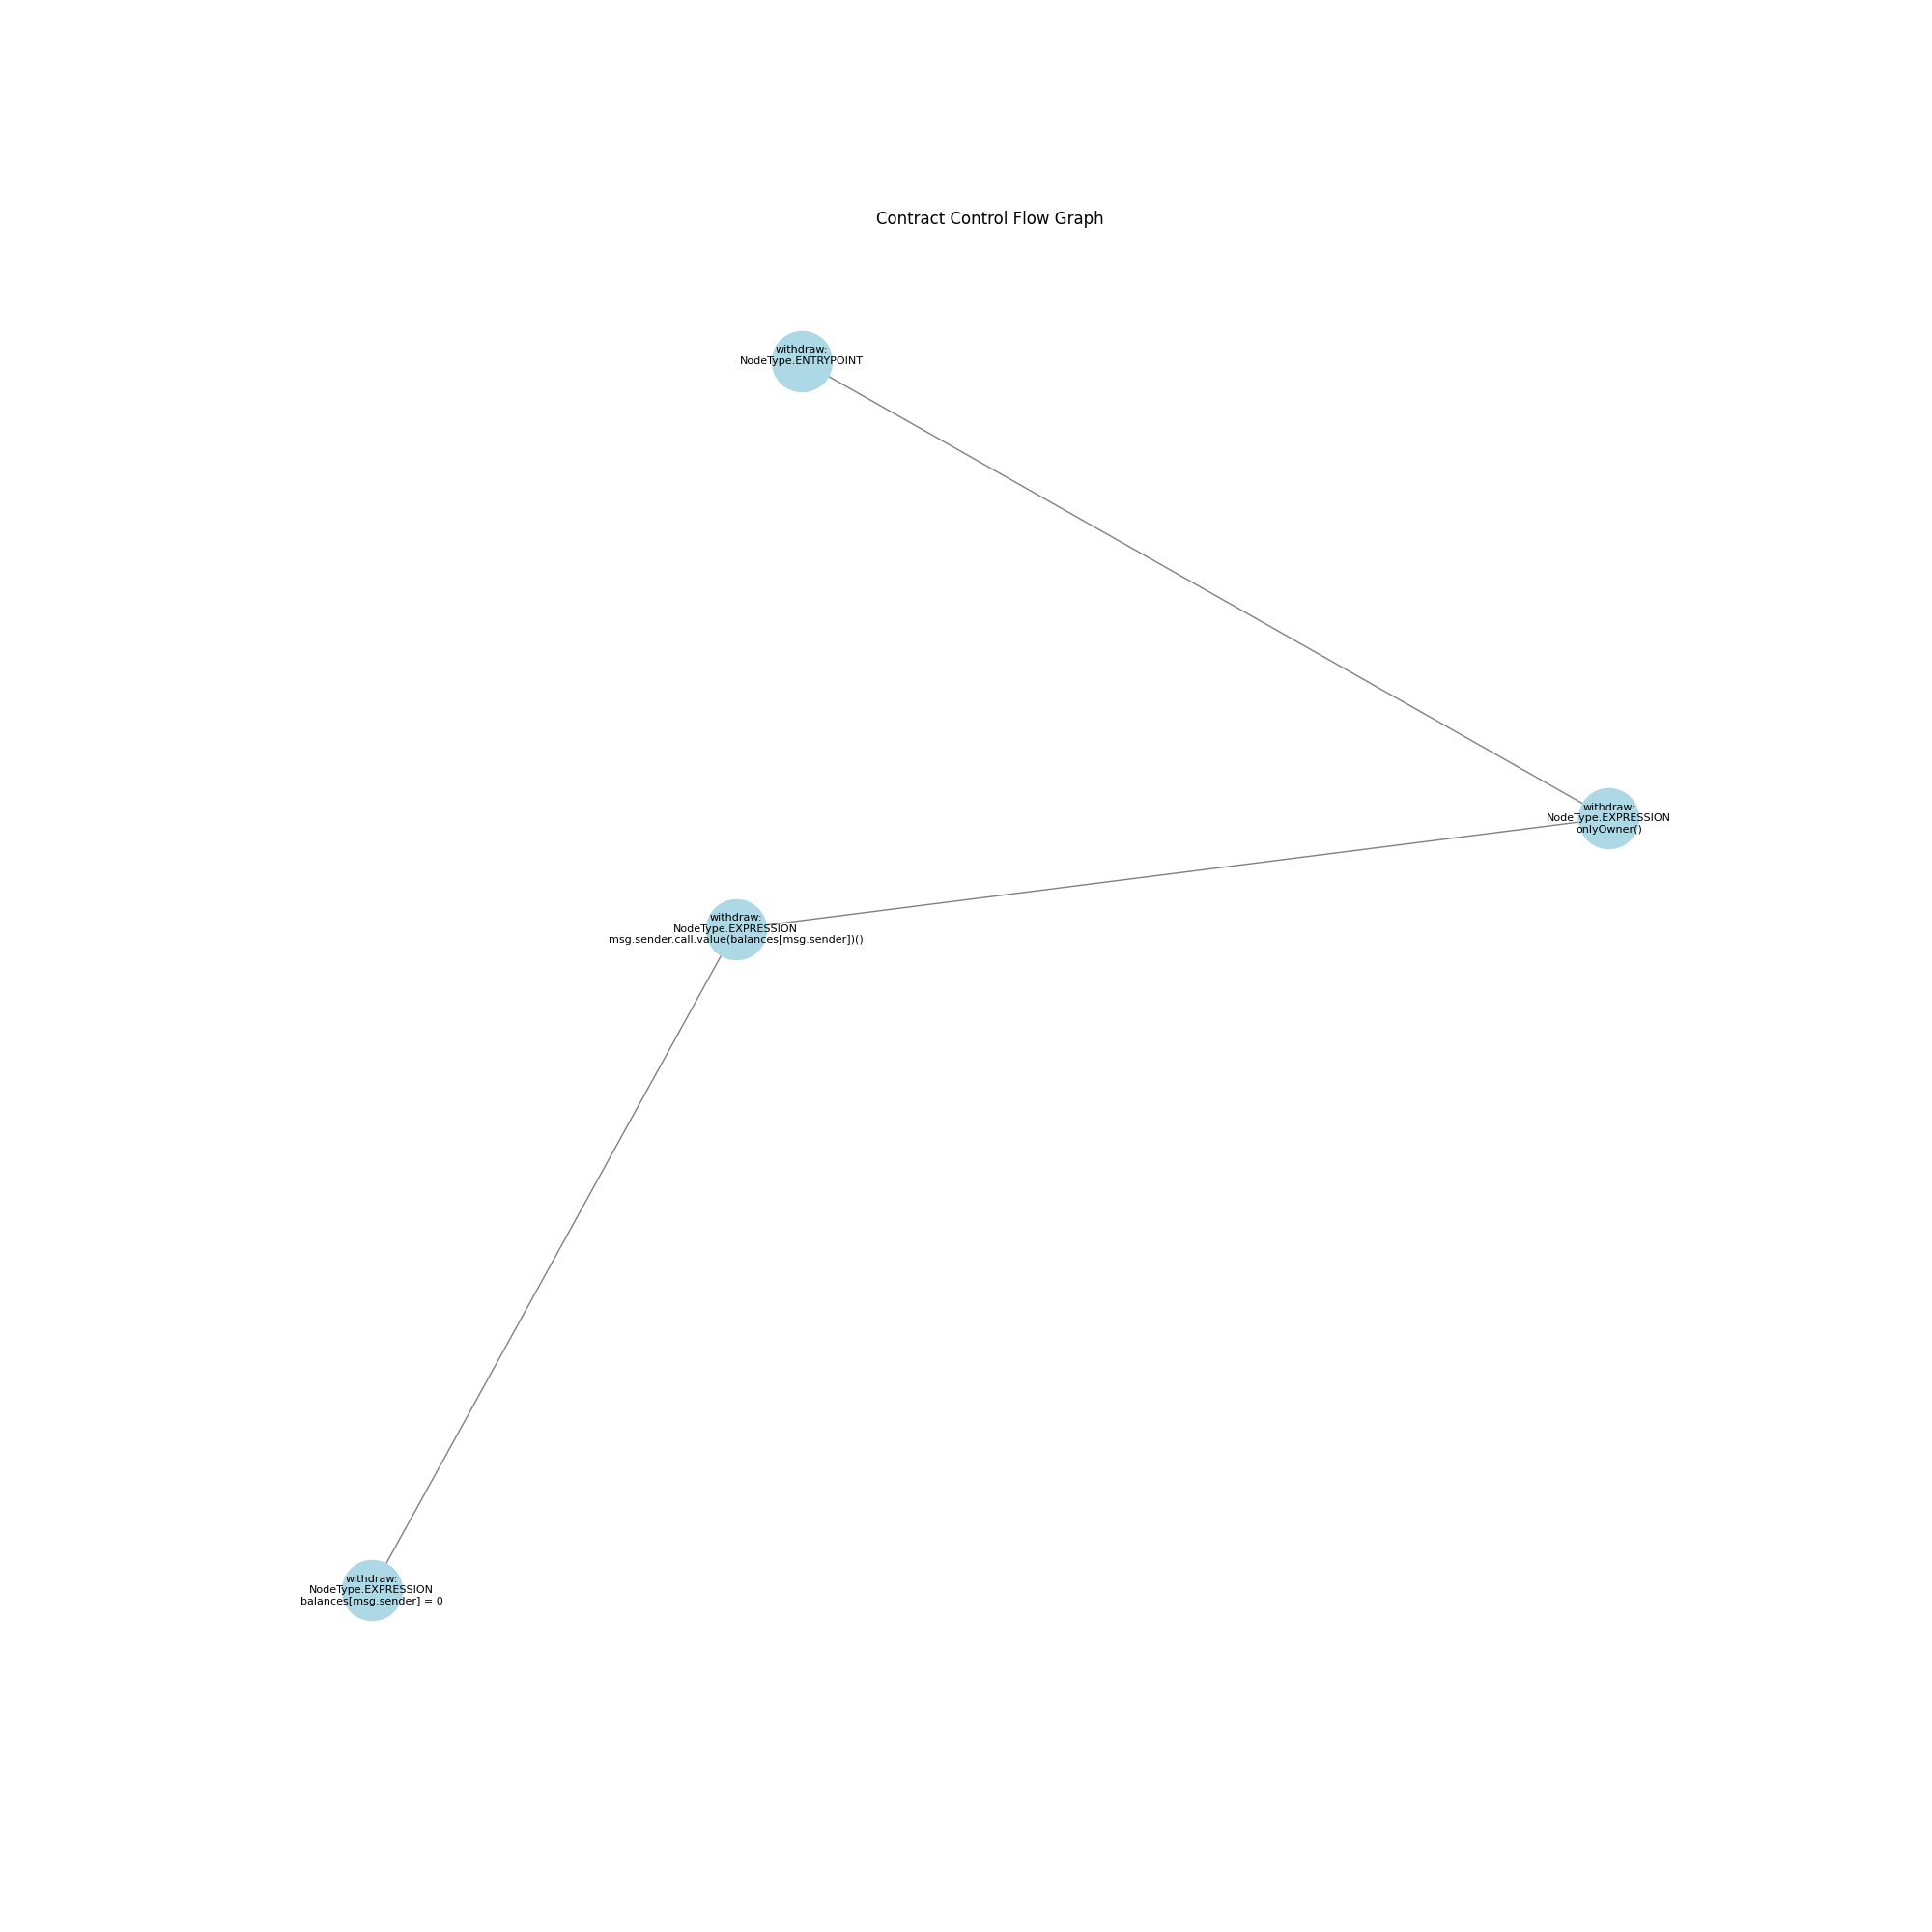 Contract Control Flow Graph
withdraw:
NodeType.ENTRYPOINT
withdraw:
NodeType.EXPRESSION
onlyOwner()
withdraw:
NodeType.EXPRESSION
msg.sender.call.value(balances[msg.sender])()
withdraw:
NodeType.EXPRESSION
balances[msg.sender] = 0